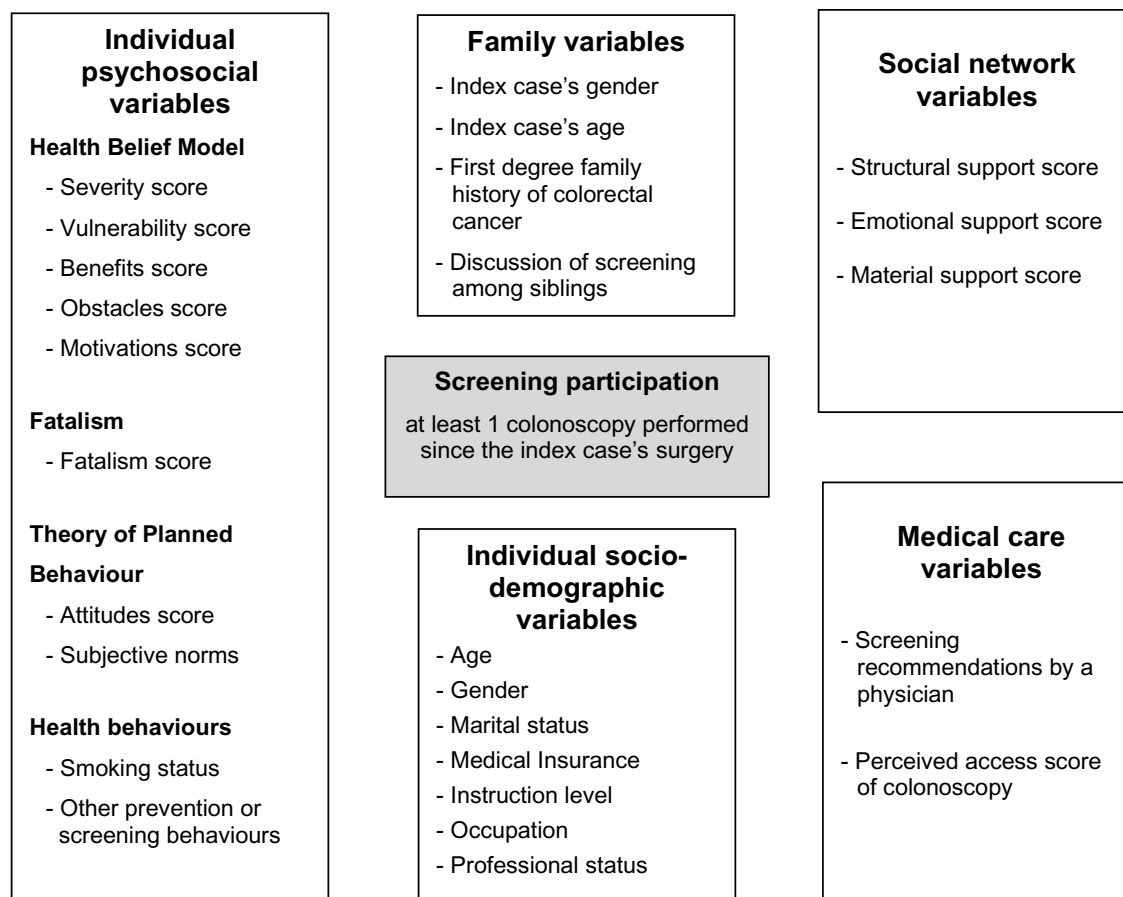 Individual
psychosocial
variables
Health Belief Model
- Severity score
- Vulnerability score
- Benefits score
- Obstacles score
- Motivations score
Fatalism
- Fatalism score
Theory of Planned
Behaviour
- Attitudes score
- Subjective norms
Health behaviours
- Smoking status
- Other prevention or
screening behaviours
Family variables
- Index case's gender
- Index case's age
- First degree family
history of colorectal
cancer
- Discussion of screening
among siblings
Screening participation
at least 1 colonoscopy performed
since the index case's surgery
Individual socio-
demographic
variables
- Age
- Gender
- Marital status
- Medical Insurance
- Instruction level
- Occupation
- Professional status
Social network
variables
- Structural support score
- Emotional support score
- Material support score
Medical care
variables
- Screening
recommendations by a
physician
- Perceived access score
of colonoscopy